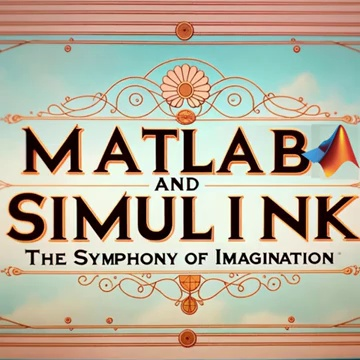 MATLAB
AND
SIMULINK
THE SYMPHONY OF IMAGINATION